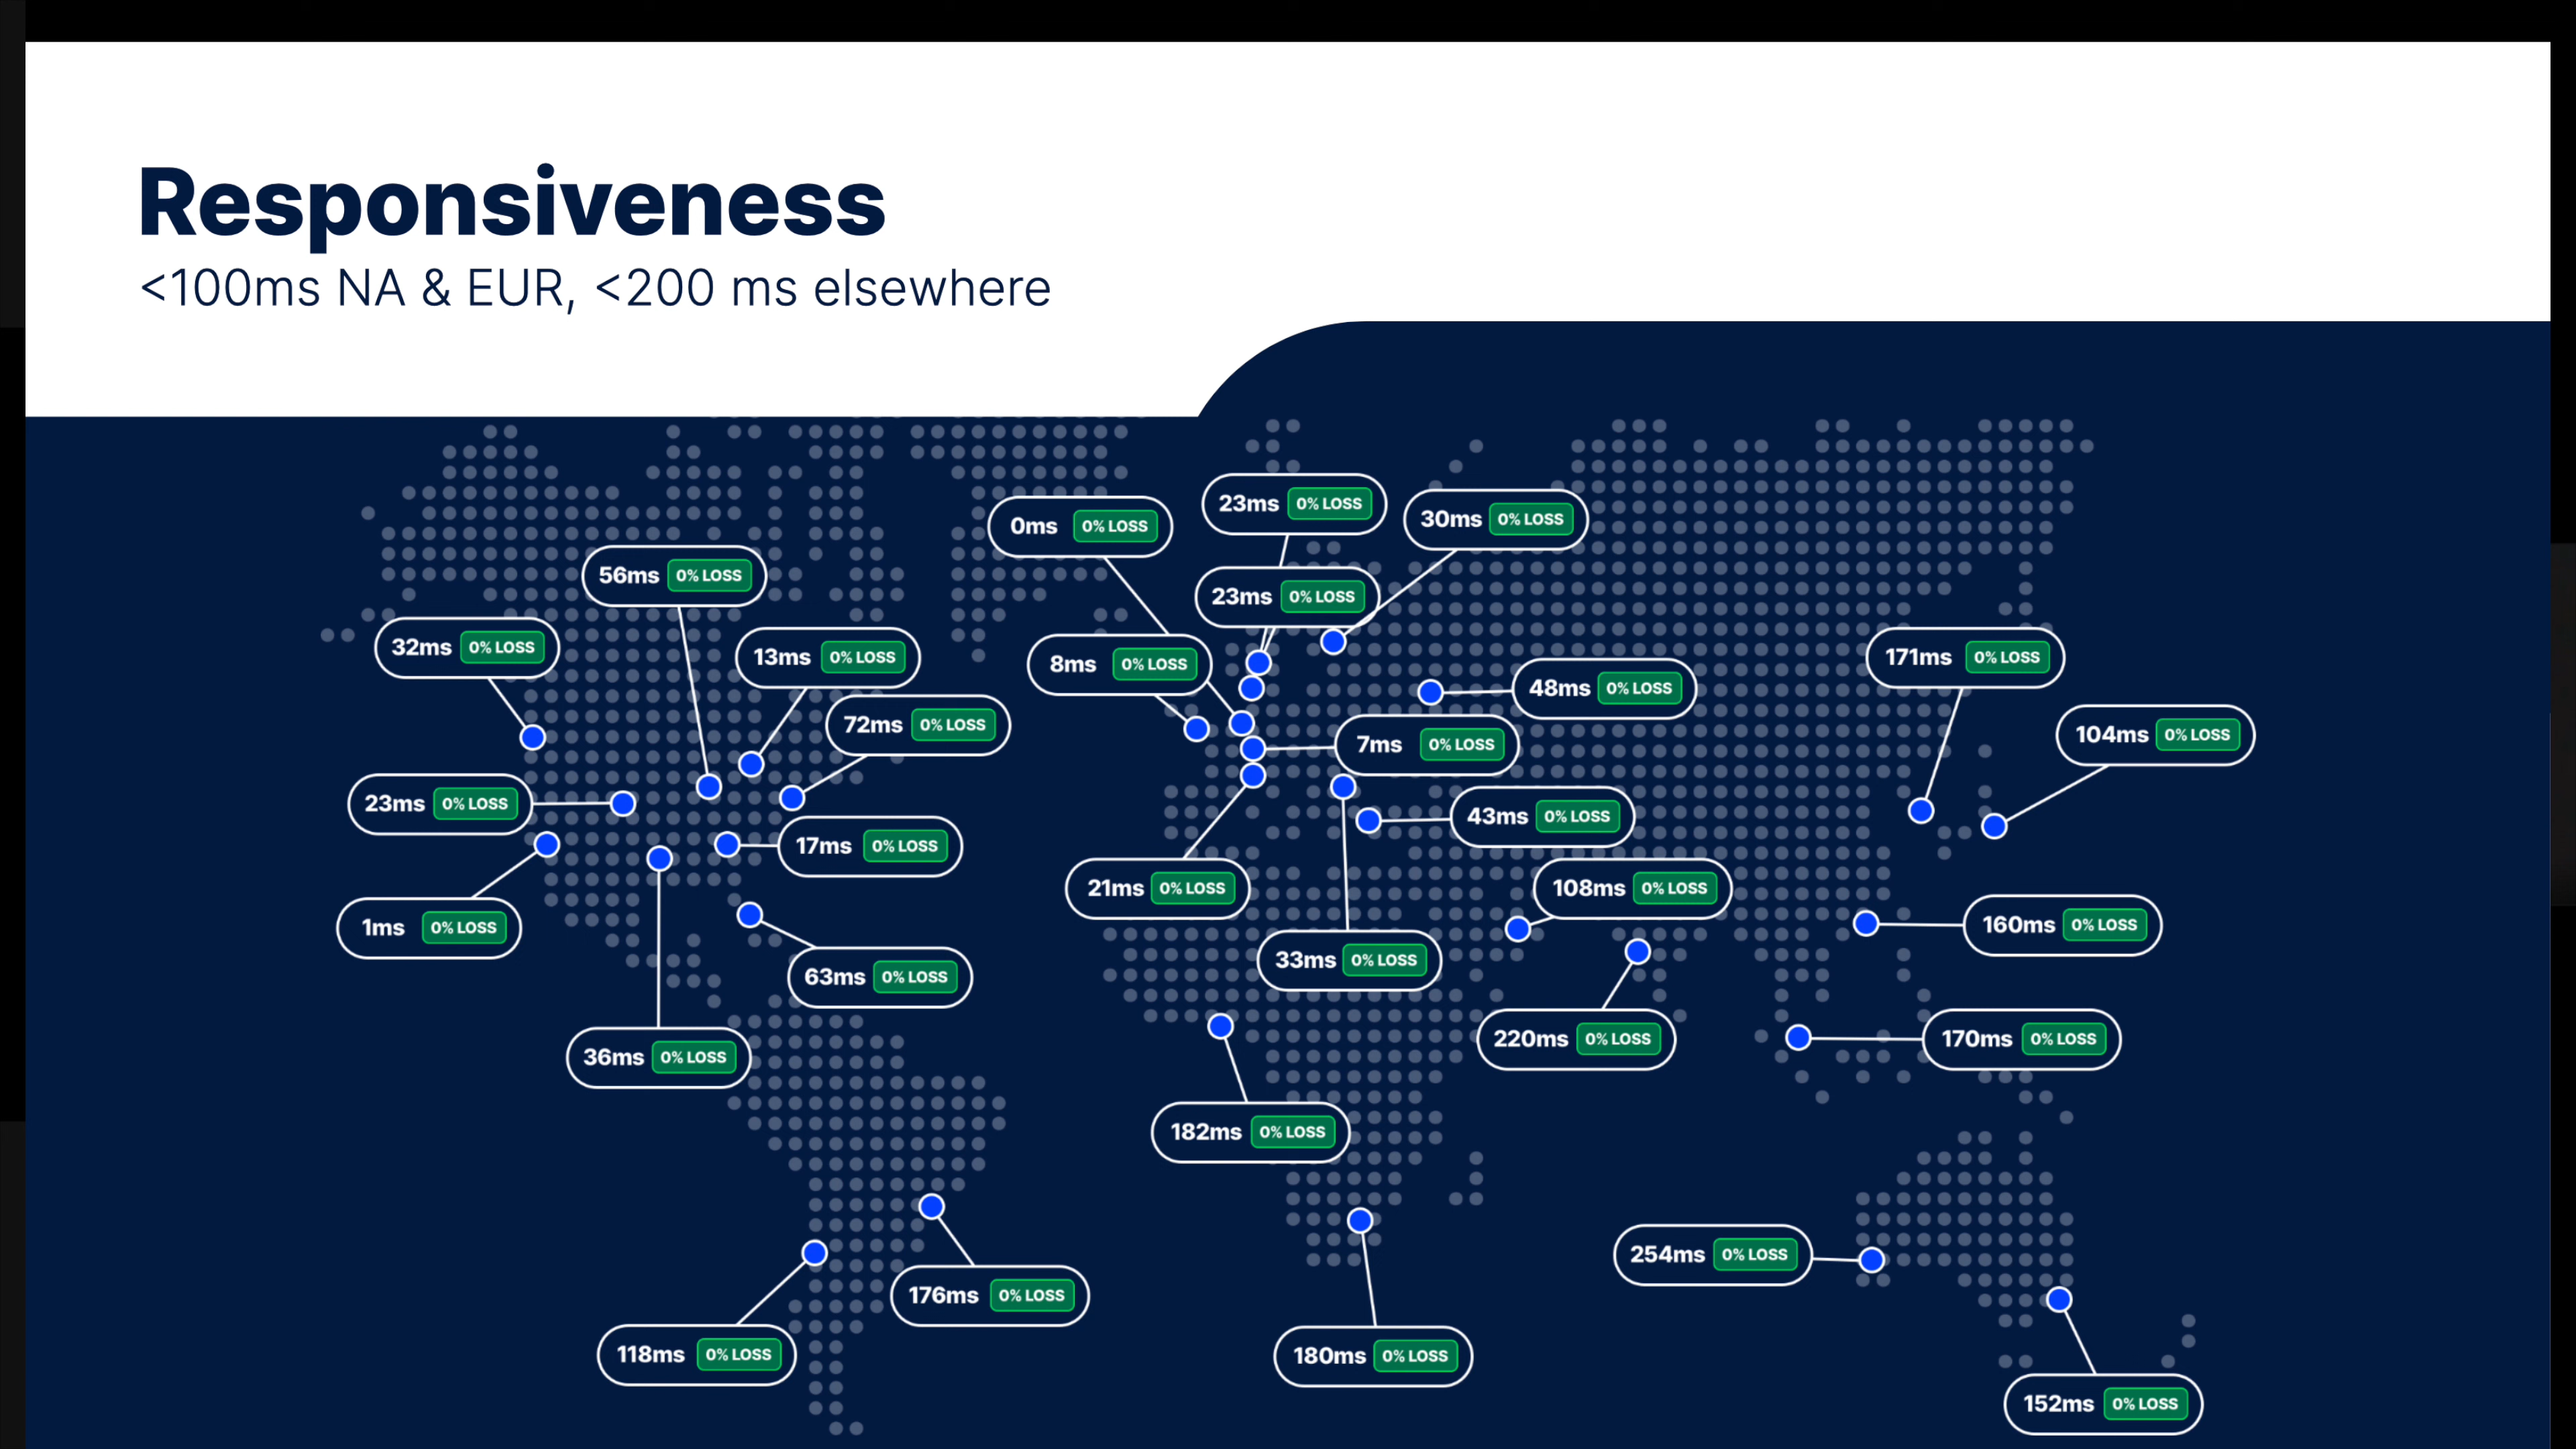 Responsiveness
<100ms NA & EUR, <200 ms elsewhere
23ms 0% LOSS
0ms 0% LOSS
30ms 0% LOSS
56ms 0% LOSS
23ms 0% LOSS
32ms 0% LOSS
13ms 0% LOSS
8ms 0% LOSS
171ms 0% LOSS
48ms 0% LOSS
72ms 0% LOSS
104ms 0% LOSS
7ms 0% LOSS
23ms 0% LOSS
43ms 0% LOSS
17ms 0% LOSS
21ms 0% LOSS
108ms 0% LOSS
1ms 0% LOSS
160ms 0% LOSS
33ms 0% LOSS
63ms 0% LOSS
220ms 0% LOSS
170ms 0% LOSS
36ms 0% LOSS
182ms 0% LOSS
254ms 0% LOSS
176ms 0% LOSS
118ms 0% LOSS
180ms 0% LOSS
152ms 0% LOSS